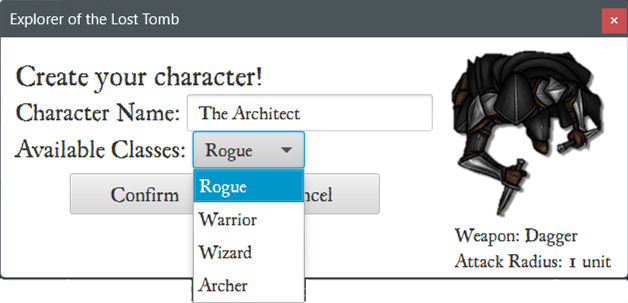 Explorer of the Lost Tomb
Create your character!
Character Name: The Architect
Available Classes: Rogue
Rogue
Warrior
Wizard
Archer
Confirm ncel
Weapon: Dagger
Attack Radius: 1 unit